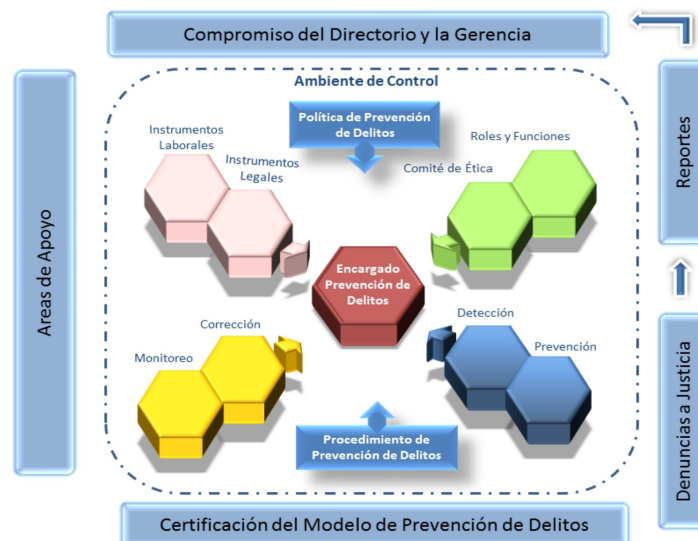 Compromiso del Directorio y la Gerencia
Ambiente de Control
Política de Prevención
de Delitos
Instrumentos
Laborales
Instrumentos
Legales
Roles y Funciones
Comité de Ética
Encargado
Prevención de
Delitos
Corrección
Monitoreo
Detección
Prevención
Procedimiento de
Prevención de Delitos
Areas de Apoyo
Reportes
Denuncias a Justicia
Certificación del Modelo de Prevención de Delitos